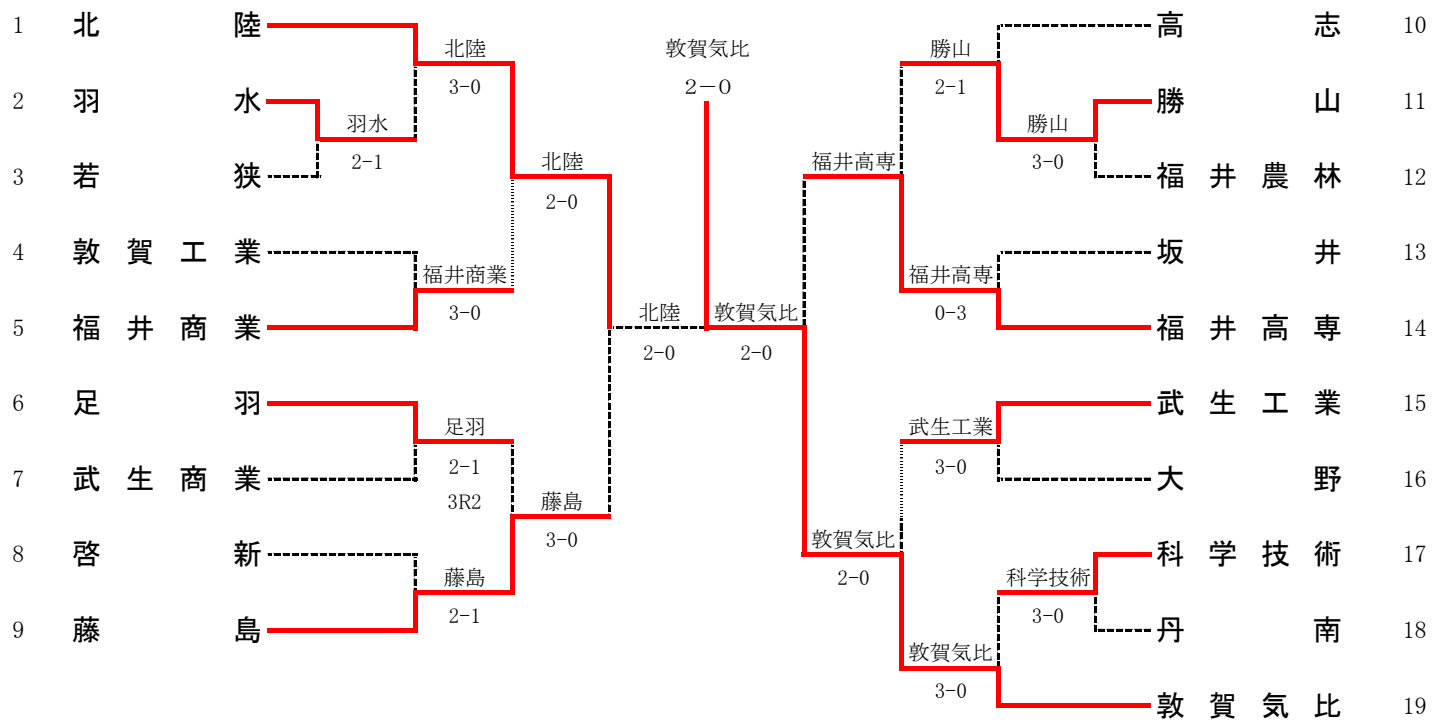 1 北陸
2 羽水
3 若狭
4 敦賀工業
5 福井商業
6 足羽
7 武生商業
8 啓新
9 藤島
羽水
2-1
北陸
3-0
福井商業
3-0
足羽
2-1
3R2
藤島
2-1
北陸
2-0
藤島
3-0
北陸
2-0
敦賀気比
2-0
敦賀気比
2-0
福井高専
敦賀気比
2-0
勝山
2-1
福井高専
0-3
武生工業
3-0
敦賀気比
3-0
勝山
3-0
科学技術
3-0
高志 10
勝山 11
福井農林 12
坂井 13
福井高専 14
武生工業 15
大野 16
科学技術 17
丹南 18
敦賀気比 19